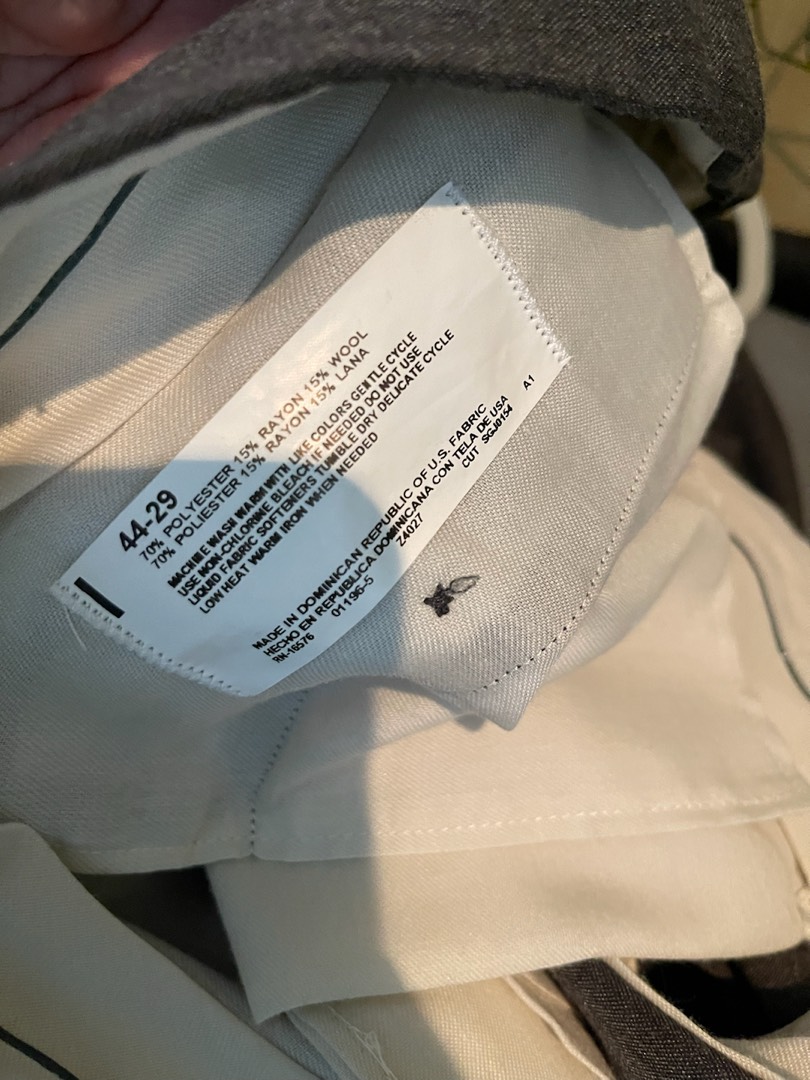 44-29
70% POLYESTER 15% RAYON 15% WOOL
70% POLIESTER 15% RAYON 15% LANA
MACHINE WASH WARM WITH LIKE COLORS GENTLE CYCLE
USE NON-CHLORINE BLEACH IF NEEDED DO NOT USE
LIQUID FABRIC SOFTENERS TUMBLE DRY DELICATE CYCLE
LOW HEAT WARM IRON WHEN NEEDED
A1
MADE IN DOMINICAN REPUBLIC OF U.S. FABRIC
HECHO EN REPUBLICA DOMINICANA CON TELA DE USA
RN-16576 01196-5 Z4027 CUT SGJ0154